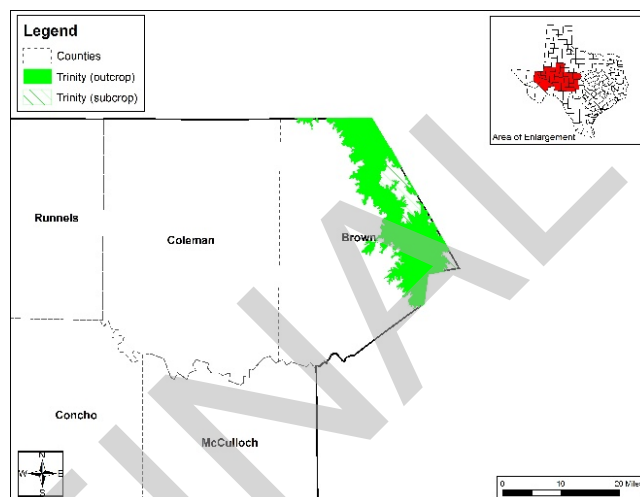 Legend
Counties
Trinity (outcrop)
Trinity (subcrop)
Area of Enlargement
Runnels
Coleman
Brown
Concho
McCulloch
N
W E
S
0 10 20 Miles
FINAL